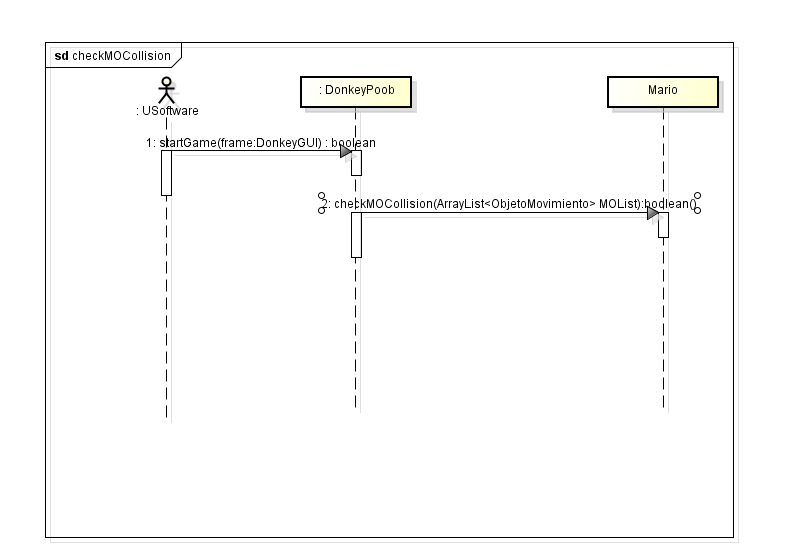 sd checkMOCollision
: USoftware
: DonkeyPoob
Mario
1: startGame(frame:DonkeyGUI) : boolean
2: checkMOCollision(ArrayList<ObjetoMovimiento> MOList):boolean()